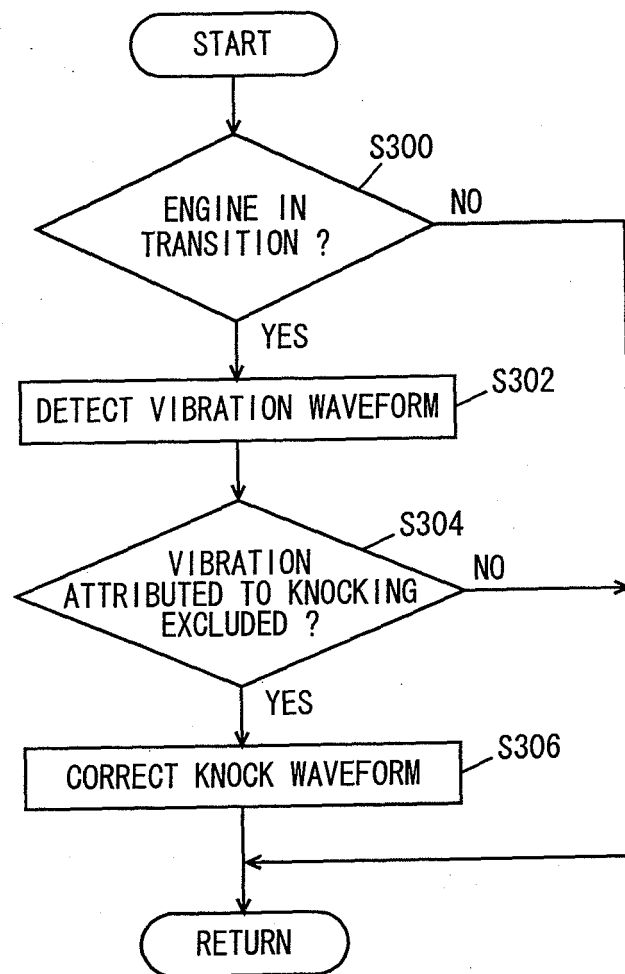 START
S300
ENGINE IN
TRANSITION ?
NO
YES
DETECT VIBRATION WAVEFORM
S302
S304
VIBRATION
ATTRIBUTED TO KNOCKING
EXCLUDED ?
NO
YES
CORRECT KNOCK WAVEFORM
S306
RETURN